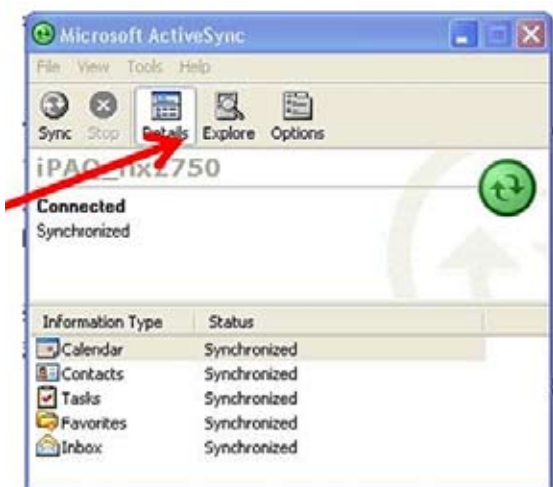 Microsoft ActiveSync
File View Tools Help
Sync Stop Details Explore Options
iPAQ_hx2750
Connected
Synchronized
Information Type Status
Calendar Synchronized
Contacts Synchronized
Tasks Synchronized
Favorites Synchronized
Inbox Synchronized